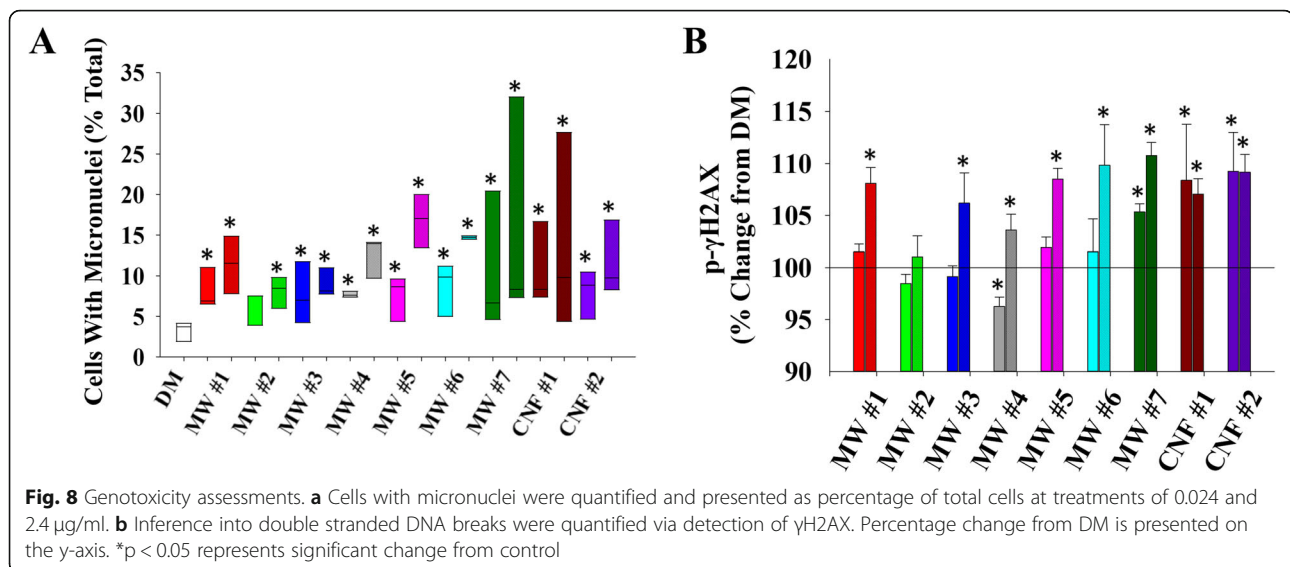 A
Cells With Micronuclei (% Total)
35
30
25
20
15
10
5
0
* * * * * * * * * * * * * * * * *
DM
MW #1
MW #2
MW #3
MW #4
MW #5
MW #6
MW #7
CNF #1
CNF #2
B
p-γH2AX
(% Change from DM)
120
115
110
105
100
95
90
* * * * * * * * * * * *
MW #1
MW #2
MW #3
MW #4
MW #5
MW #6
MW #7
CNF #1
CNF #2
Fig. 8 Genotoxicity assessments. a Cells with micronuclei were quantified and presented as percentage of total cells at treatments of 0.024 and
2.4 μg/ml. b Inference into double stranded DNA breaks were quantified via detection of γH2AX. Percentage change from DM is presented on
the y-axis. *p < 0.05 represents significant change from control